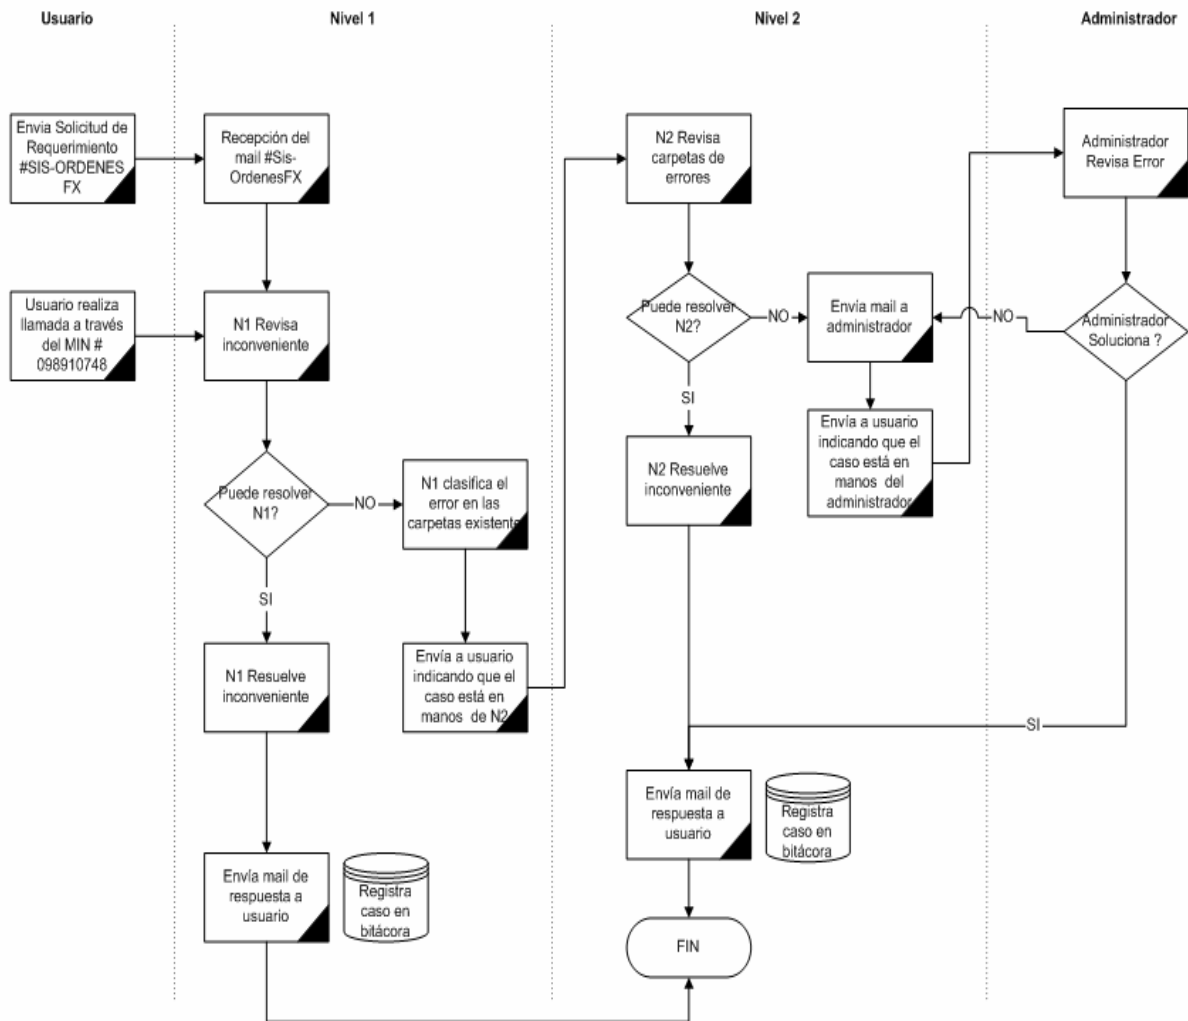 Usuario
Nivel 1
Nivel 2
Administrador
Envia Solicitud de
Requerimiento
#SIS-ORDENES
FX
Recepción del
mail #Sis-
OrdenesFX
N2 Revisa
carpetas de
errores
Administrador
Revisa Error
Usuario realiza
llamada a través
del MIN #
098910748
N1 Revisa
inconveniente
Puede resolver
N2?
NO
Envía mail a
administrador
NO
Administrador
Soluciona ?
SI
Envía a usuario
indicando que el
caso está en
manos del
administrador
N2 Resuelve
inconveniente
Puede resolver
N1?
NO
N1 clasifica el
error en las
carpetas existente
SI
N1 Resuelve
inconveniente
Envía a usuario
indicando que el
caso está en
manos de N2
SI
Envía mail de
respuesta a
usuario
Registra
caso en
bitácora
Envía mail de
respuesta a
usuario
Registra
caso en
bitácora
FIN